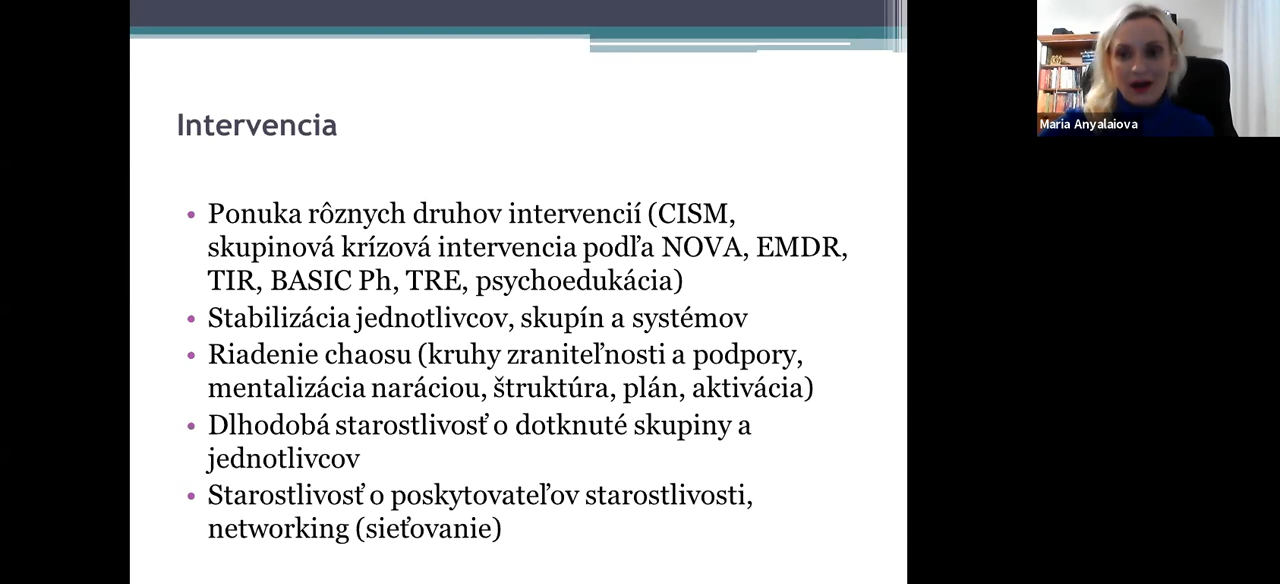 Intervencia
• Ponuka rôznych druhov intervencií (CISM,
skupinová krízová intervencia podľa NOVA, EMDR,
TIR, BASIC Ph, TRE, psychoedukácia)
• Stabilizácia jednotlivcov, skupín a systémov
• Riadenie chaosu (kruhy zraniteľnosti a podpory,
mentalizácia naráciou, štruktúra, plán, aktivácia)
• Dlhodobá starostlivosť o dotknuté skupiny a
jednotlivcov
• Starostlivosť o poskytovateľov starostlivosti,
networking (sieťovanie)
Maria Anyalaiova